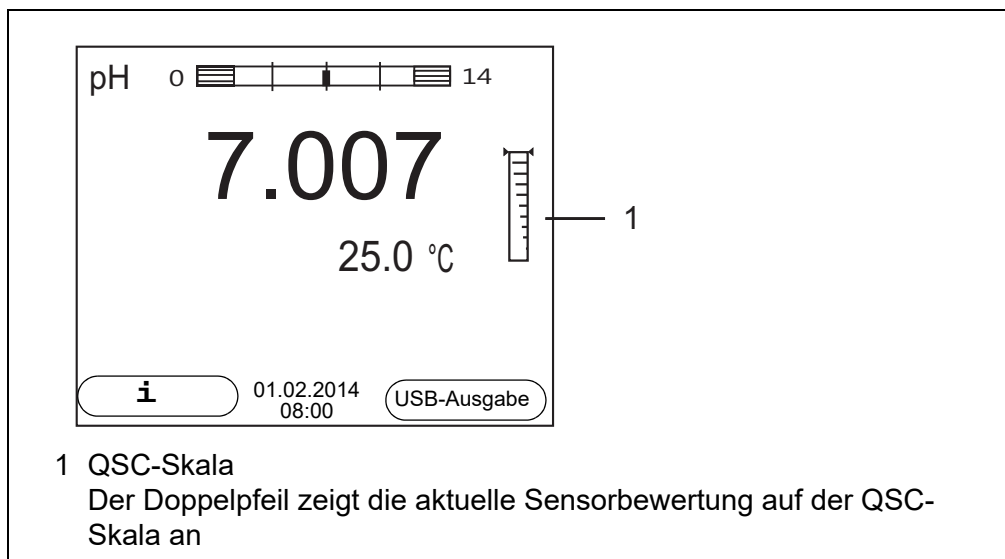 pH 0 14
7.007
1
25.0 °C
i 01.02.2014 USB-Ausgabe
08:00
1 QSC-Skala
Der Doppelpfeil zeigt die aktuelle Sensorbewertung auf der QSC-
Skala an